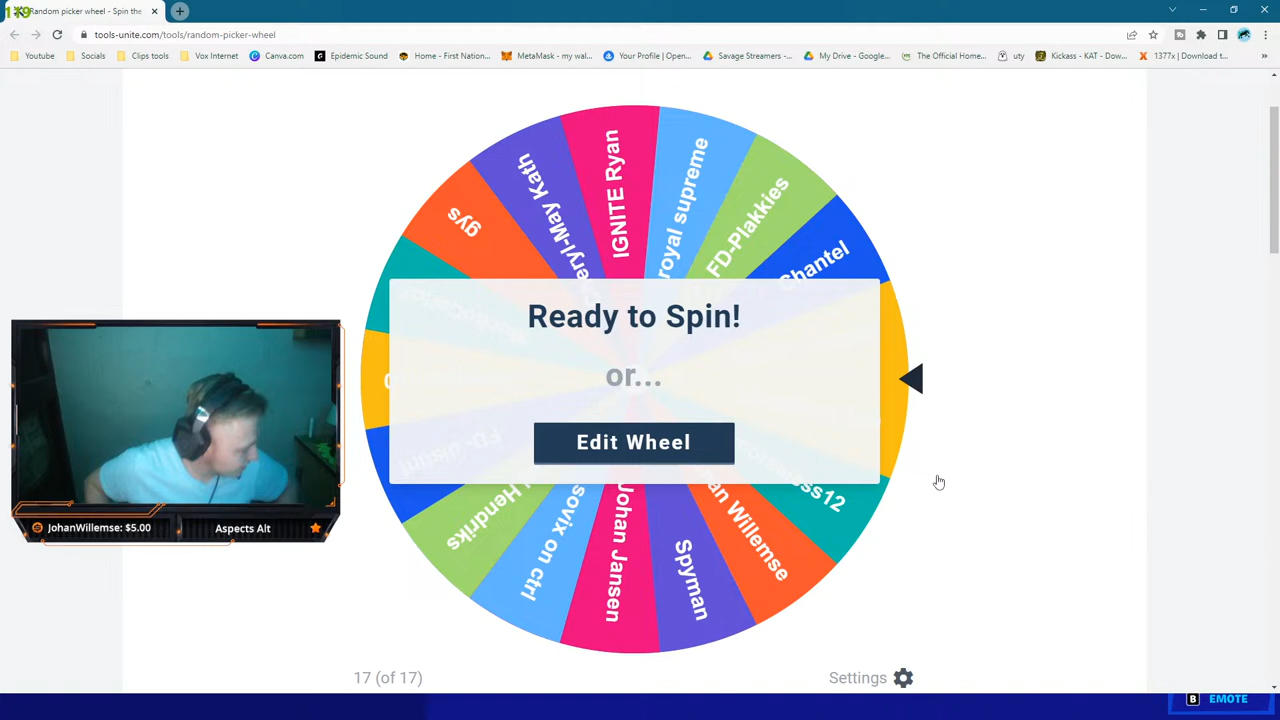 Random picker wheel - Spin the
tools-unite.com/tools/random-picker-wheel
Youtube
Socials
Clips tools
Vox Internet
Canva.com
Epidemic Sound
Home - First Nation...
MetaMask - my wal...
Your Profile | Open...
Savage Streamers -...
My Drive - Google...
The Official Home...
uty
Kickass - KAT - Dow...
1377x | Download t...
gys
eryl-May Kath
IGNITE Ryan
royal supreme
FD-Plakkies
Chantel
Ready to Spin!
or...
Edit Wheel
ss12
an Willemse
Spyman
Johan Jansen
sovix on ctrl
Hendriks
FD-
JohanWillemse: $5.00
Aspects Alt
17 (of 17)
Settings
B EMOTE